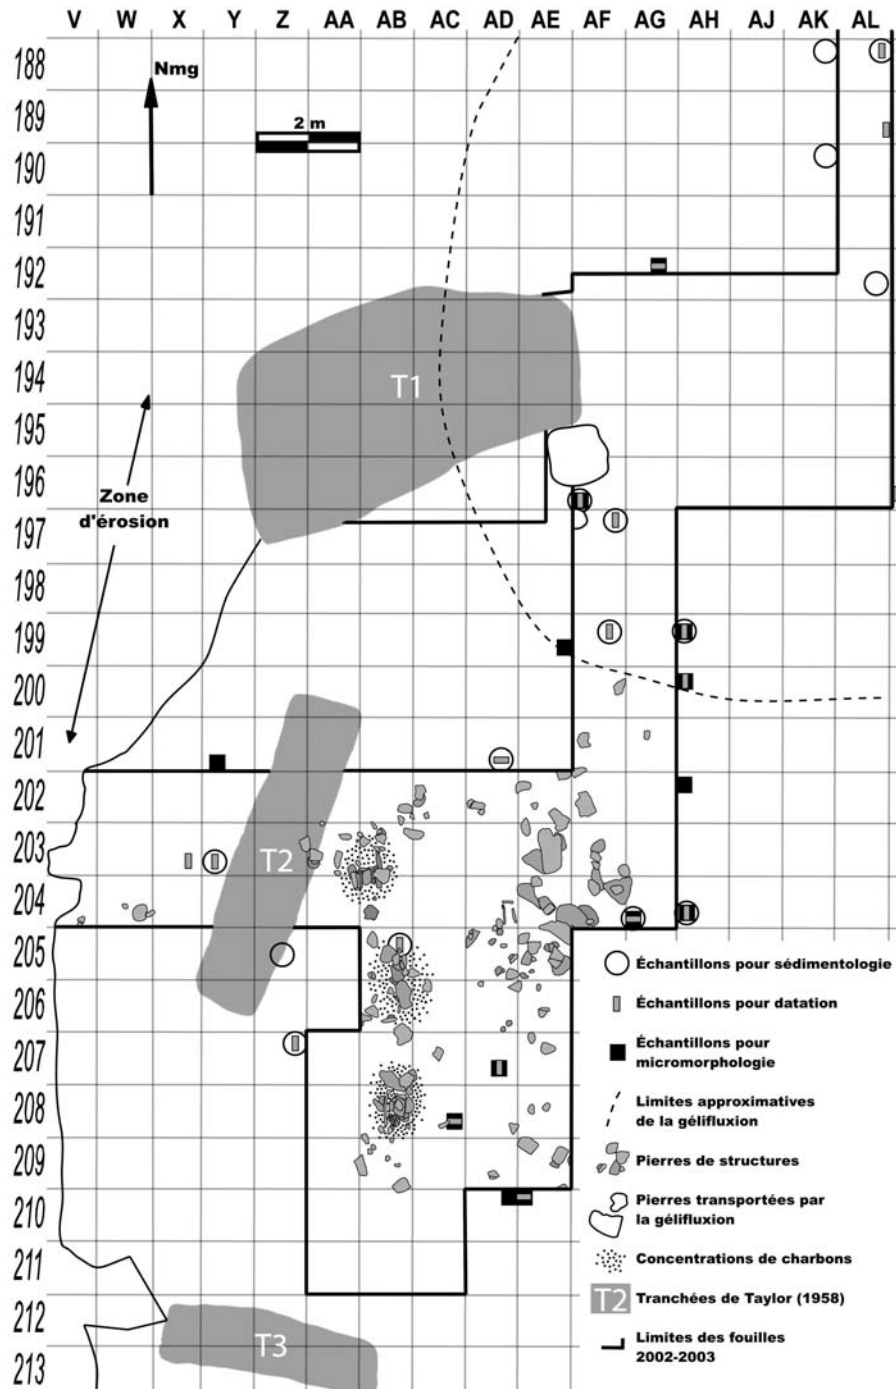 V W X Y Z AA AB AC AD AE AF AG AH AJ AK AL
188
Nmg
189
2 m
190
191
192
193
194
T1
195
196
Zone
d'érosion
197
198
199
200
201
202
203
T2
204
205
Échantillons pour sédimentologie
206
Échantillons pour datation
207
Échantillons pour
micromorphologie
208
Limites approximatives
de la gélifluxion
209
Pierres de structures
210
Pierres transportées par
la gélifluxion
211
Concentrations de charbons
212
T2 Tranchées de Taylor (1958)
T3
213
Limites des fouilles
2002-2003